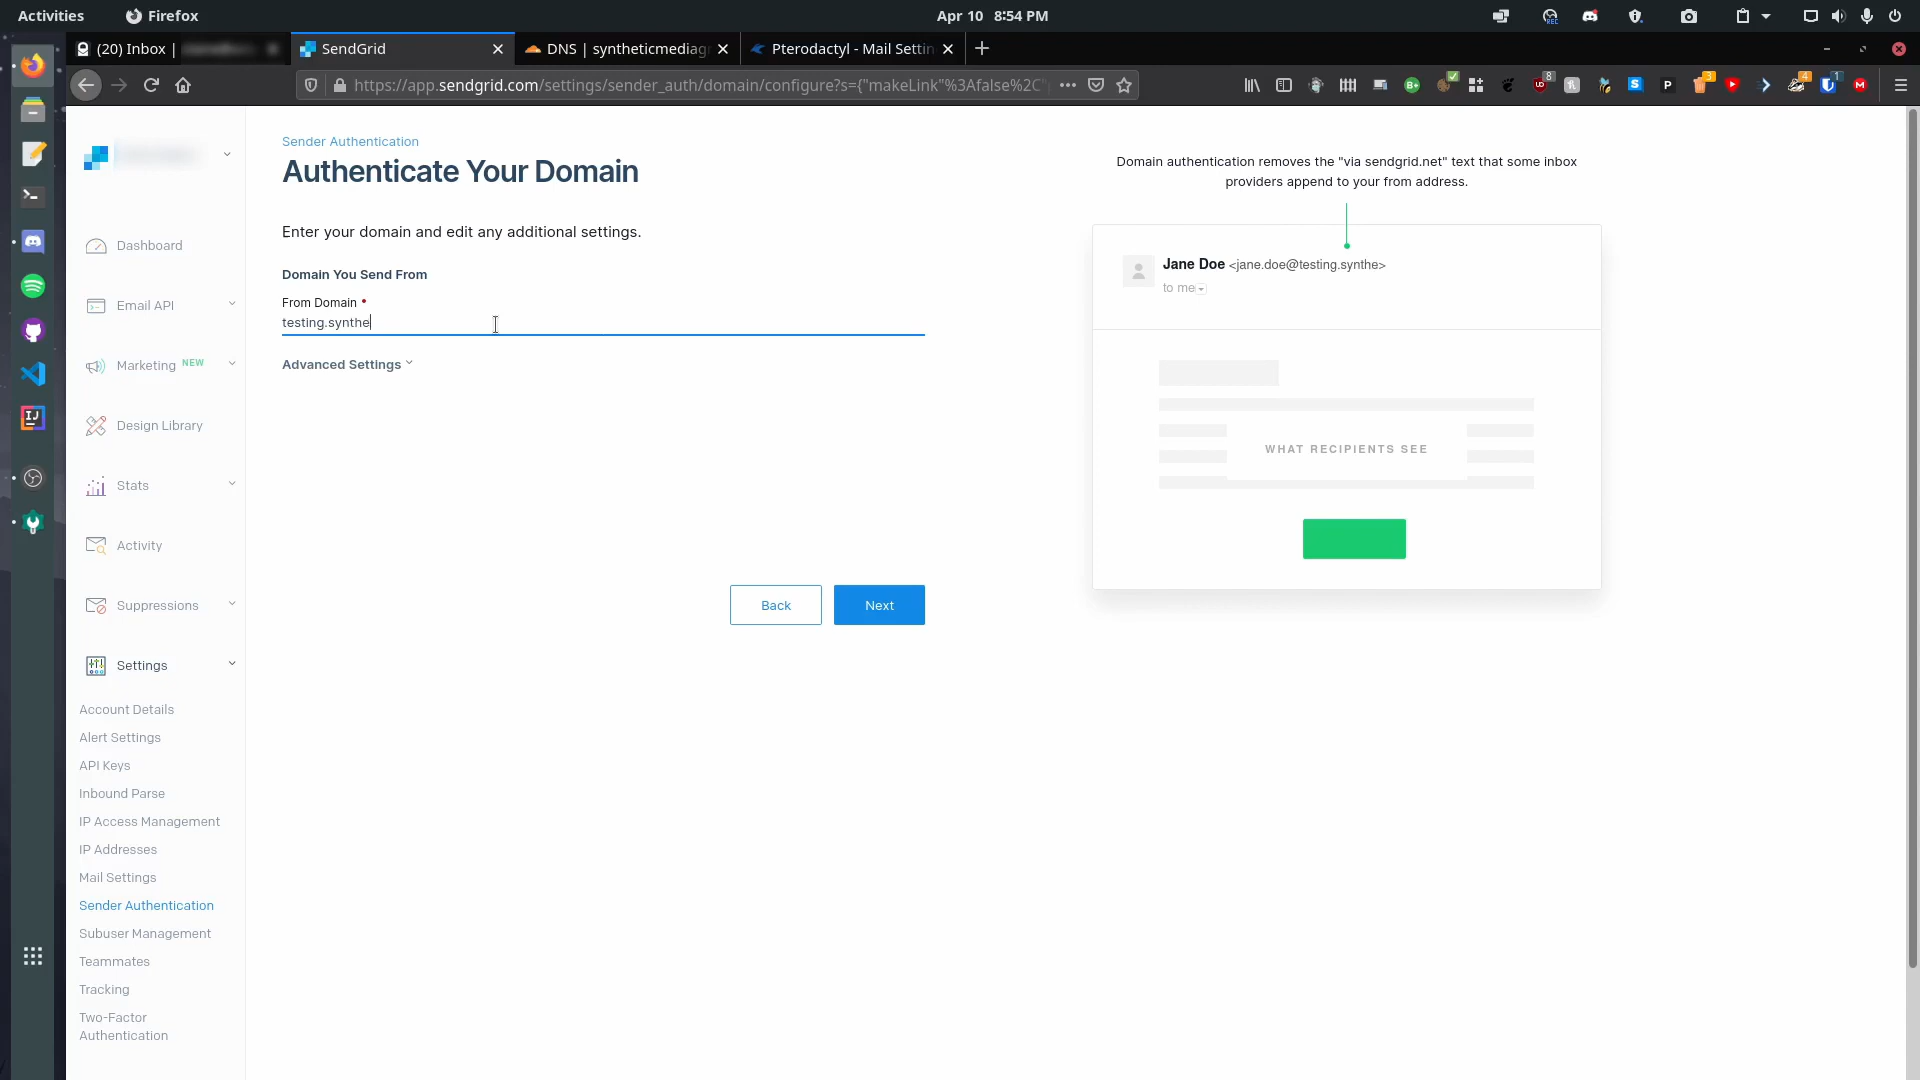 Activities
Firefox
Apr 10 8:54 PM
(20) Inbox |
SendGrid
DNS | syntheticmediagr
Pterodactyl - Mail Settin
https://app.sendgrid.com/settings/sender_auth/domain/configure?s={"makeLink"%3Afalse%2C"
Sender Authentication
Authenticate Your Domain
Enter your domain and edit any additional settings.
Domain You Send From
From Domain •
testing.synthe
Advanced Settings
Back
Next
Domain authentication removes the "via sendgrid.net" text that some inbox
providers append to your from address.
Jane Doe <jane.doe@testing.synthe>
to me
WHAT RECIPIENTS SEE
Dashboard
Email API
Marketing NEW
Design Library
Stats
Activity
Suppressions
Settings
Account Details
Alert Settings
API Keys
Inbound Parse
IP Access Management
IP Addresses
Mail Settings
Sender Authentication
Subuser Management
Teammates
Tracking
Two-Factor
Authentication